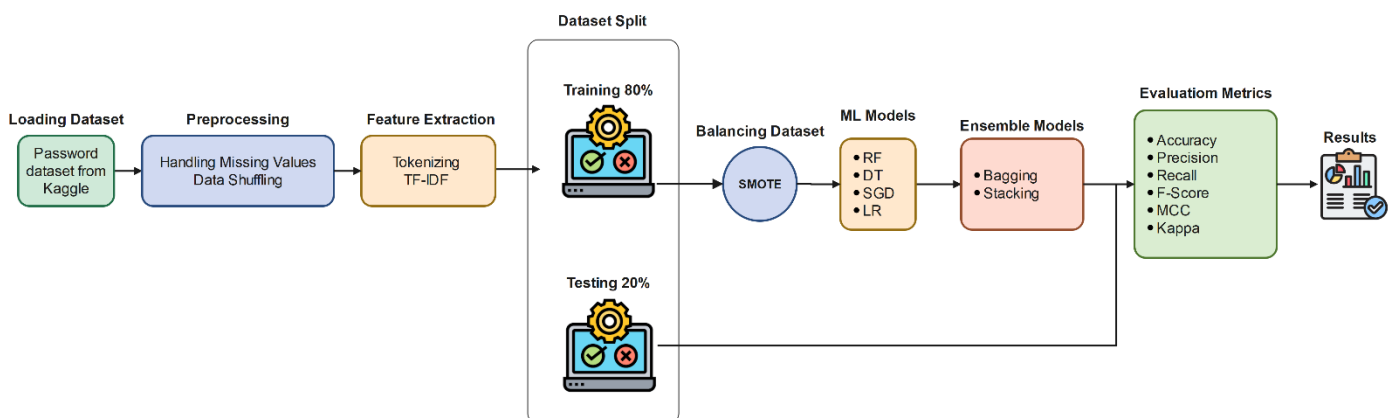 Dataset Split
Training 80%
Testing 20%
Loading Dataset
Password
dataset from
Kaggle
Preprocessing
Handling Missing Values
Data Shuffling
Feature Extraction
Tokenizing
TF-IDF
Balancing Dataset
SMOTE
ML Models
• RF
• DT
• SGD
• LR
Ensemble Models
• Bagging
• Stacking
Evaluatiom Metrics
• Accuracy
• Precision
• Recall
• F-Score
• MCC
• Kappa
Results